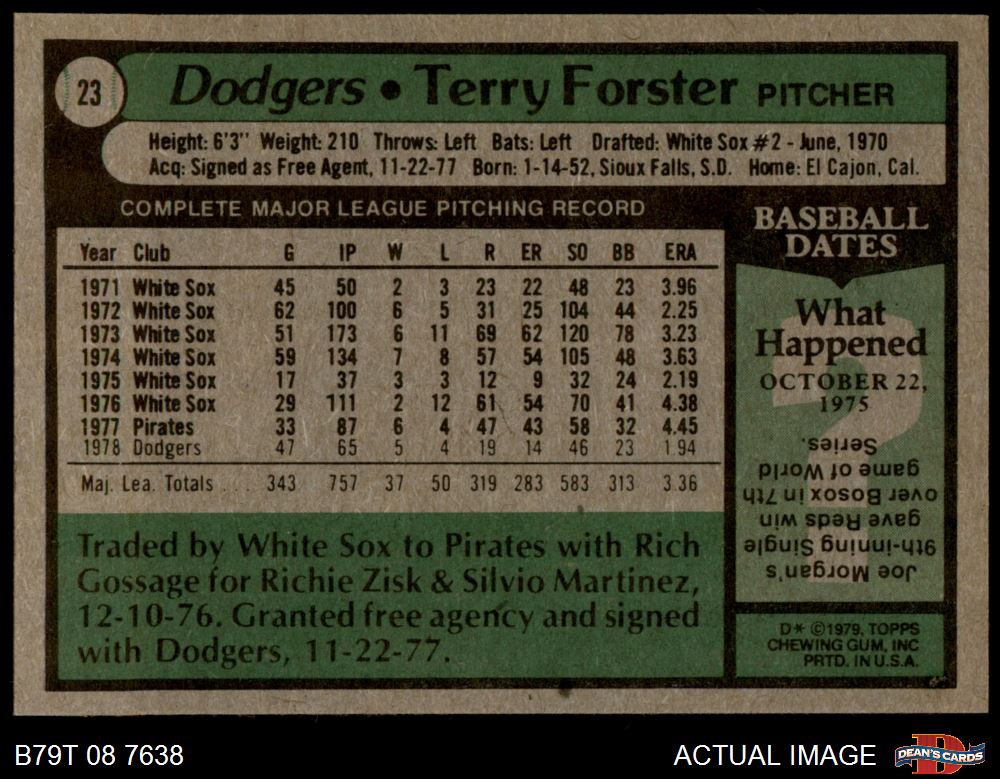 23
Dodgers • Terry Forster PITCHER
Height: 6'3" Weight: 210 Throws: Left Bats: Left Drafted: White Sox #2 - June, 1970
Acq: Signed as Free Agent, 11-22-77 Born: 1-14-52, Sioux Falls, S.D. Home: El Cajon, Cal.
COMPLETE MAJOR LEAGUE PITCHING RECORD
Year Club G IP W L R ER SO BB ERA
1971 White Sox 45 50 2 3 23 22 48 23 3.96
1972 White Sox 62 100 6 5 31 25 104 44 2.25
1973 White Sox 51 173 6 11 69 62 120 78 3.23
1974 White Sox 59 134 7 8 57 54 105 48 3.63
1975 White Sox 17 37 3 3 12 9 32 24 2.19
1976 White Sox 29 111 2 12 61 54 70 41 4.38
1977 Pirates 33 87 6 4 47 43 58 32 4.45
1978 Dodgers 47 65 5 4 19 14 46 23 1.94
Maj. Lea. Totals ... 343 757 37 50 319 283 583 313 3.36
Traded by White Sox to Pirates with Rich
Gossage for Richie Zisk & Silvio Martinez,
12-10-76. Granted free agency and signed
with Dodgers, 11-22-77.
BASEBALL
DATES
What
Happened
OCTOBER 22,
1975
Joe Morgan's
9th-inning single
gave Reds win
over Bosox in 7th
game of World
Series.
D* ©1979, TOPPS
CHEWING GUM, INC
PRTD. IN U.S.A.
B79T 08 7638
ACTUAL IMAGE
D
DEAN'S CARDS